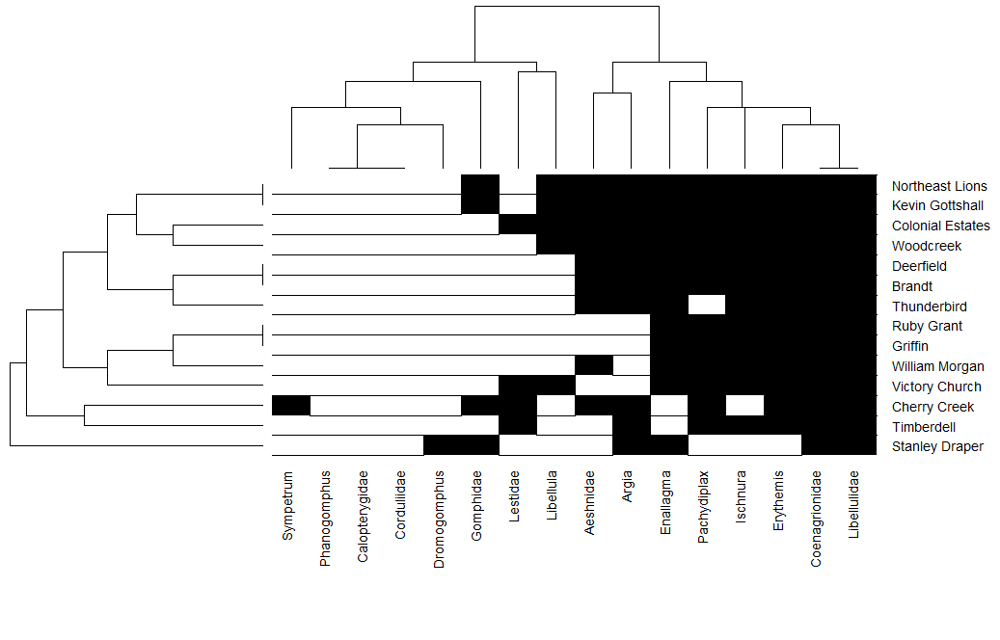 Northeast Lions
Kevin Gottshall
Colonial Estates
Woodcreek
Deerfield
Brandt
Thunderbird
Ruby Grant
Griffin
William Morgan
Victory Church
Cherry Creek
Timberdell
Stanley Draper
Sympetrum
Phanogomphus
Calopterygidae
Corduliidae
Dromogomphus
Gomphidae
Lestidae
Libellula
Aeshnidae
Argia
Enallagma
Pachydiplax
Ischnura
Erythemis
Coenagrionidae
Libellulidae